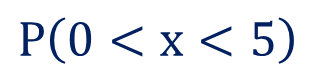 P(0 < x < 5)